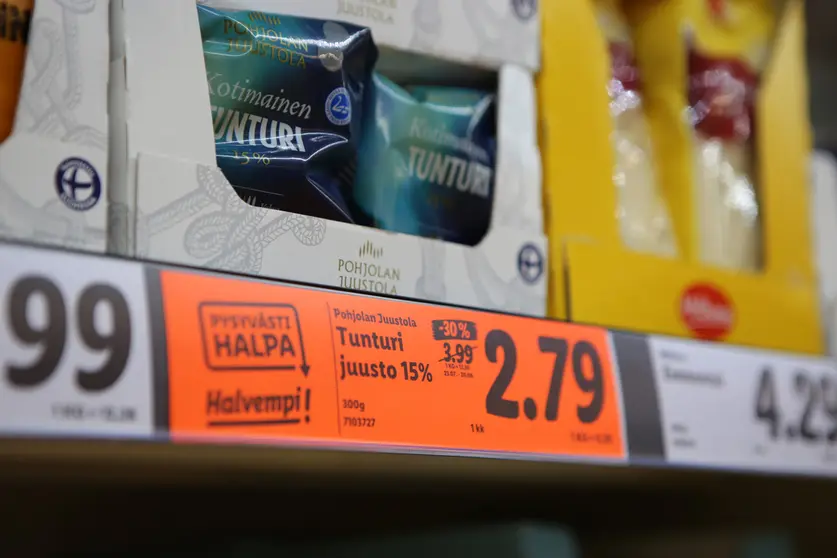 POHJOLAN
JUUSTOLA
Kotimainen
TUNTURI
15%
Kotimainen
TUNTURI
POHJOLAN
JUUSTOLA
99
PYSYVÄSTI
HALPA
Halvempi!
Pohjolan Juustola
Tunturi
juusto 15%
300g
7103727
-30%
3.99
2.79
1 kk
4.29